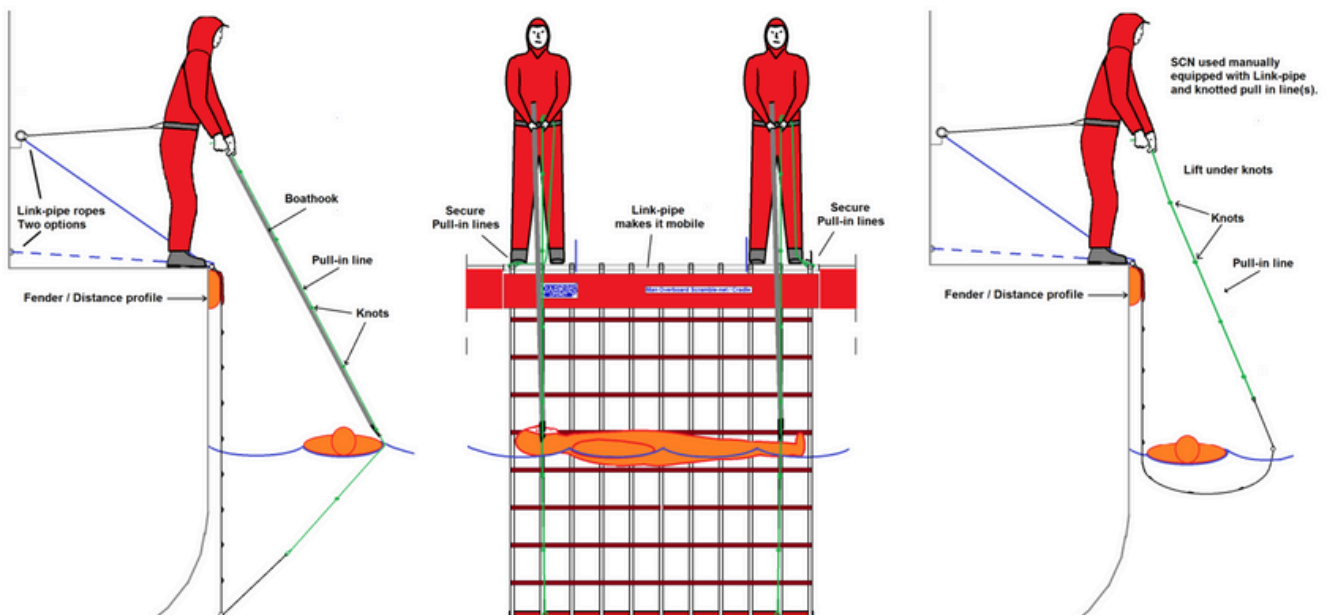 Link-pipe ropes
Two options
Boathook
Pull-in line
Fender / Distance profile
Knots
Secure
Pull-in lines
Link-pipe
makes it mobile
Secure
Pull-in lines
Man Overboard Scramble-net / Cradle
SCN used manually
equipped with Link-pipe
and knotted pull in line(s).
Lift under knots
Knots
Pull-in line
Fender / Distance profile